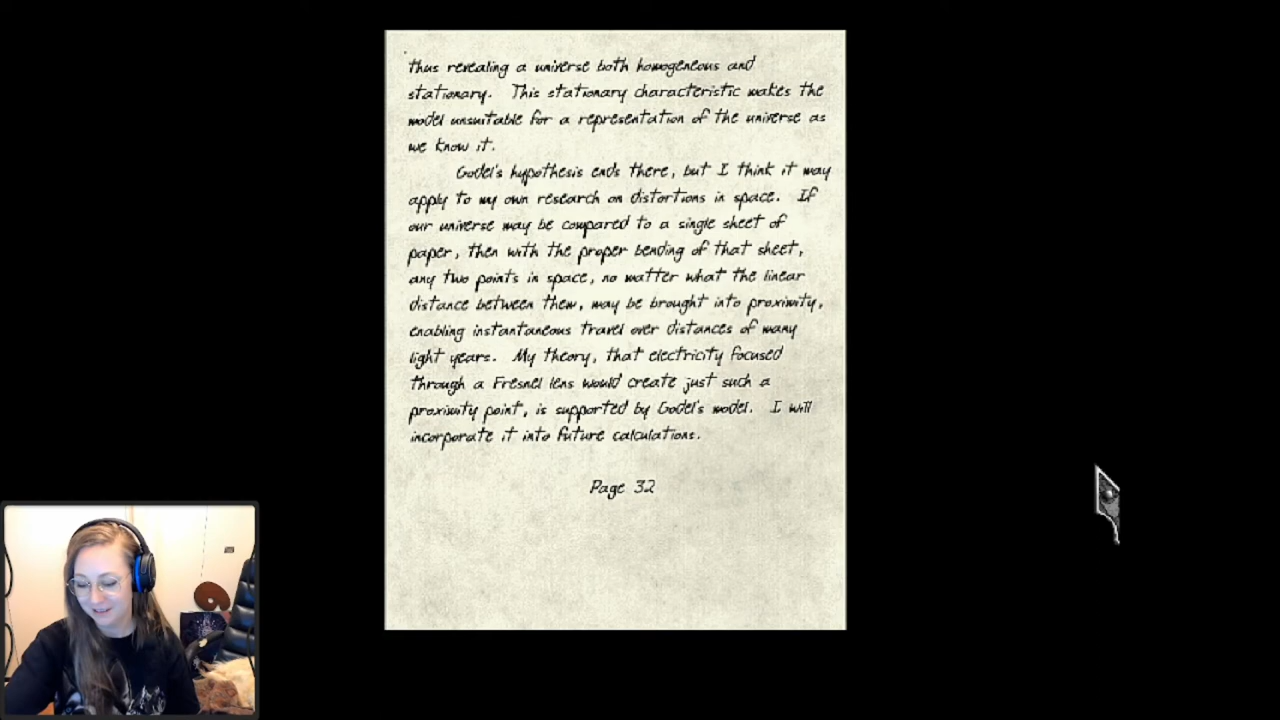 thus revealing a universe both homogeneous and
stationary. This stationary characteristic makes the
model unsuitable for a representation of the universe as
we know it.
Godel's hypothesis ends there, but I think it may
apply to my own research on distortions in space. If
our universe may be compared to a single sheet of
paper, then with the proper bending of that sheet,
any two points in space, no matter what the linear
distance between them, may be brought into proximity,
enabling instantaneous travel over distances of many
light years. My theory, that electricity focused
through a Fresnel lens would create just such a
proximity point, is supported by Godel's model. I will
incorporate it into future calculations.
Page 32